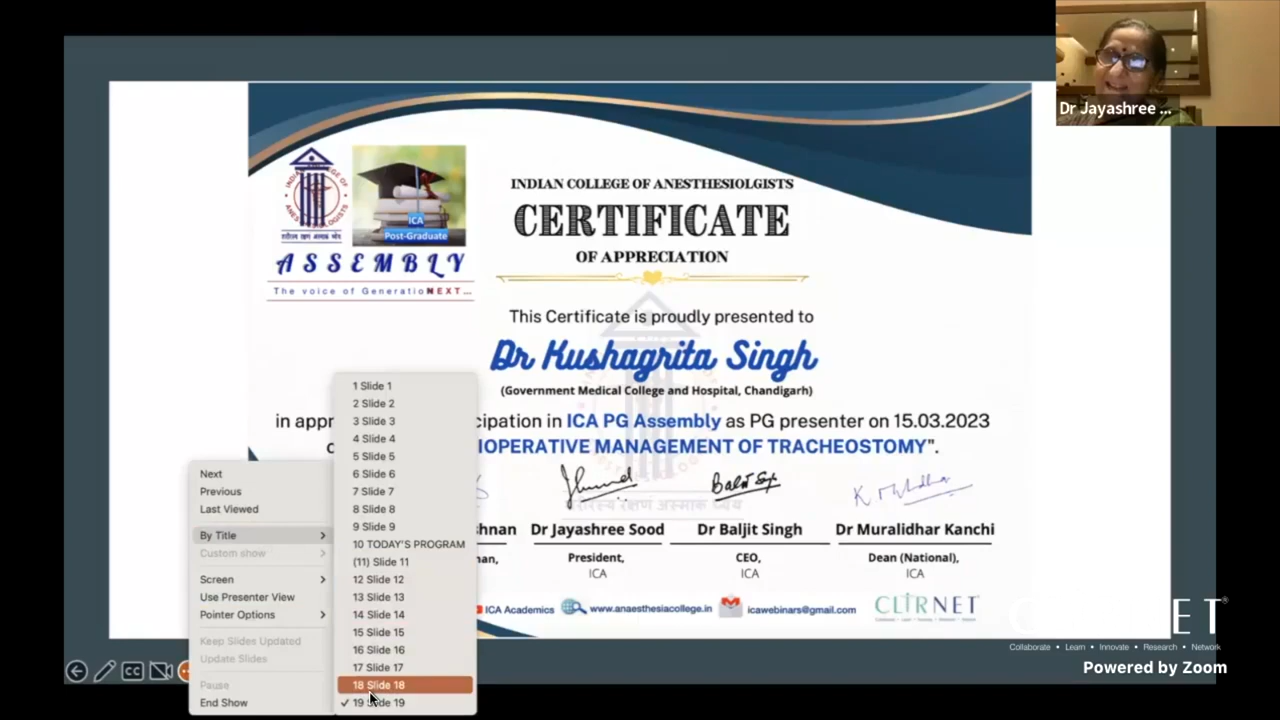 Dr Jayashree ...
INDIAN COLLEGE OF ANESTHESIOLGISTS
CERTIFICATE
OF APPRECIATION
ICA
Post-Graduate
ASSEMBLY
The voice of GenerationNEXT...
This Certificate is proudly presented to
Dr Kushagrita Singh
(Government Medical College and Hospital, Chandigarh)
in appr cipation in ICA PG Assembly as PG presenter on 15.03.2023
IOPERATIVE MANAGEMENT OF TRACHEOSTOMY".
hnan Dr Jayashree Sood Dr Baljit Singh Dr Muralidhar Kanchi
an, President, CEO, Dean (National),
ICA ICA ICA
ICA Academics www.anaesthesiacollege.in icawebinars@gmail.com CLIRNET
Next
Previous
Last Viewed
By Title
Custom show
Screen
Use Presenter View
Pointer Options
Keep Slides Updated
Update Slides
Pause
End Show
1 Slide 1
2 Slide 2
3 Slide 3
4 Slide 4
5 Slide 5
6 Slide 6
7 Slide 7
8 Slide 8
9 Slide 9
10 TODAY'S PROGRAM
(11) Slide 11
12 Slide 12
13 Slide 13
14 Slide 14
15 Slide 15
16 Slide 16
17 Slide 17
18 Slide 18
19 Slide 19
CC
ET
Collaborate • Learn • Innovate • Research • Network
Powered by Zoom